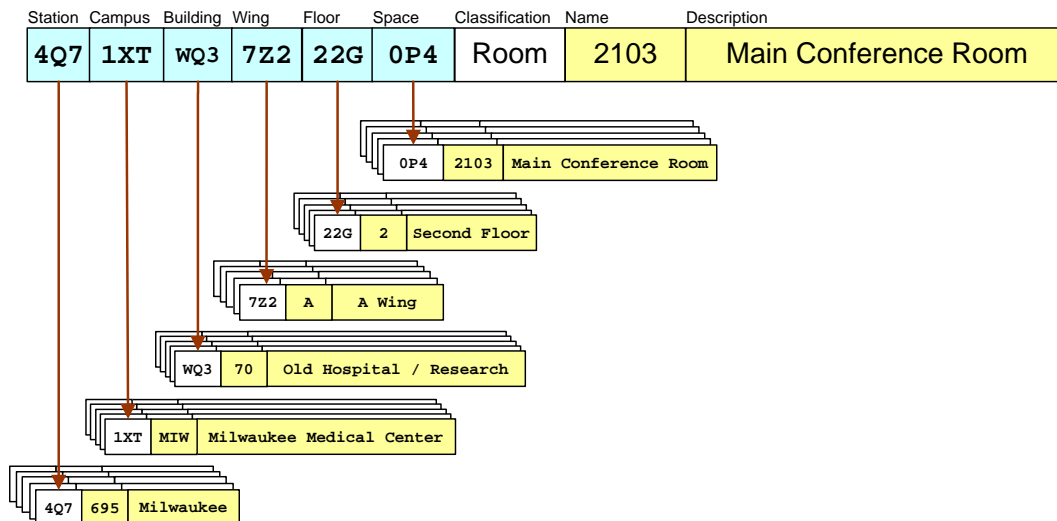 Station Campus Building Wing Floor Space Classification Name Description
4Q7 1XT WQ3 7Z2 22G 0P4 Room 2103 Main Conference Room
0P4 2103 Main Conference Room
22G 2 Second Floor
7Z2 A A Wing
WQ3 70 Old Hospital / Research
1XT MIW Milwaukee Medical Center
4Q7 695 Milwaukee